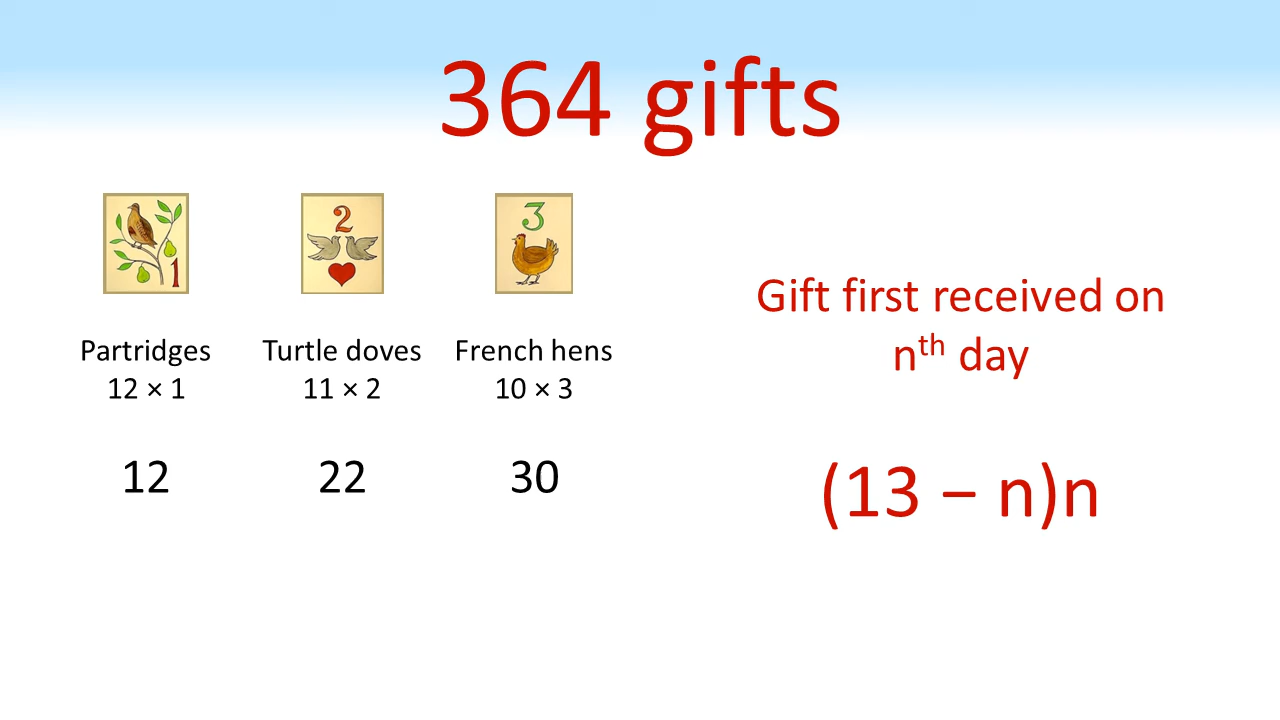 364 gifts
1
2
3
Partridges
12 × 1
12
Turtle doves
11 × 2
22
French hens
10 × 3
30
Gift first received on
nth day
(13 – n)n